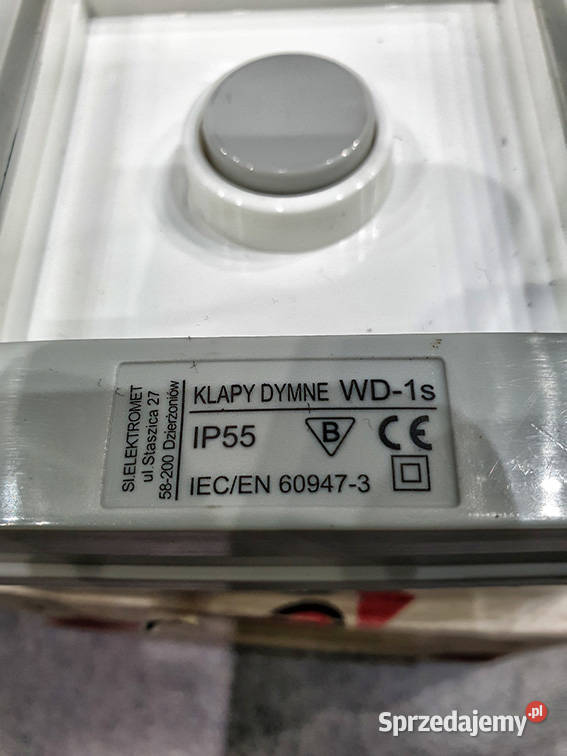 SI.ELEKTROMET
ul Staszica 27
58-200 Dzierżoniów
KLAPY DYMNE WD-1s
IP55 B CE
IEC/EN 60947-3
Sprzedajemy.pl